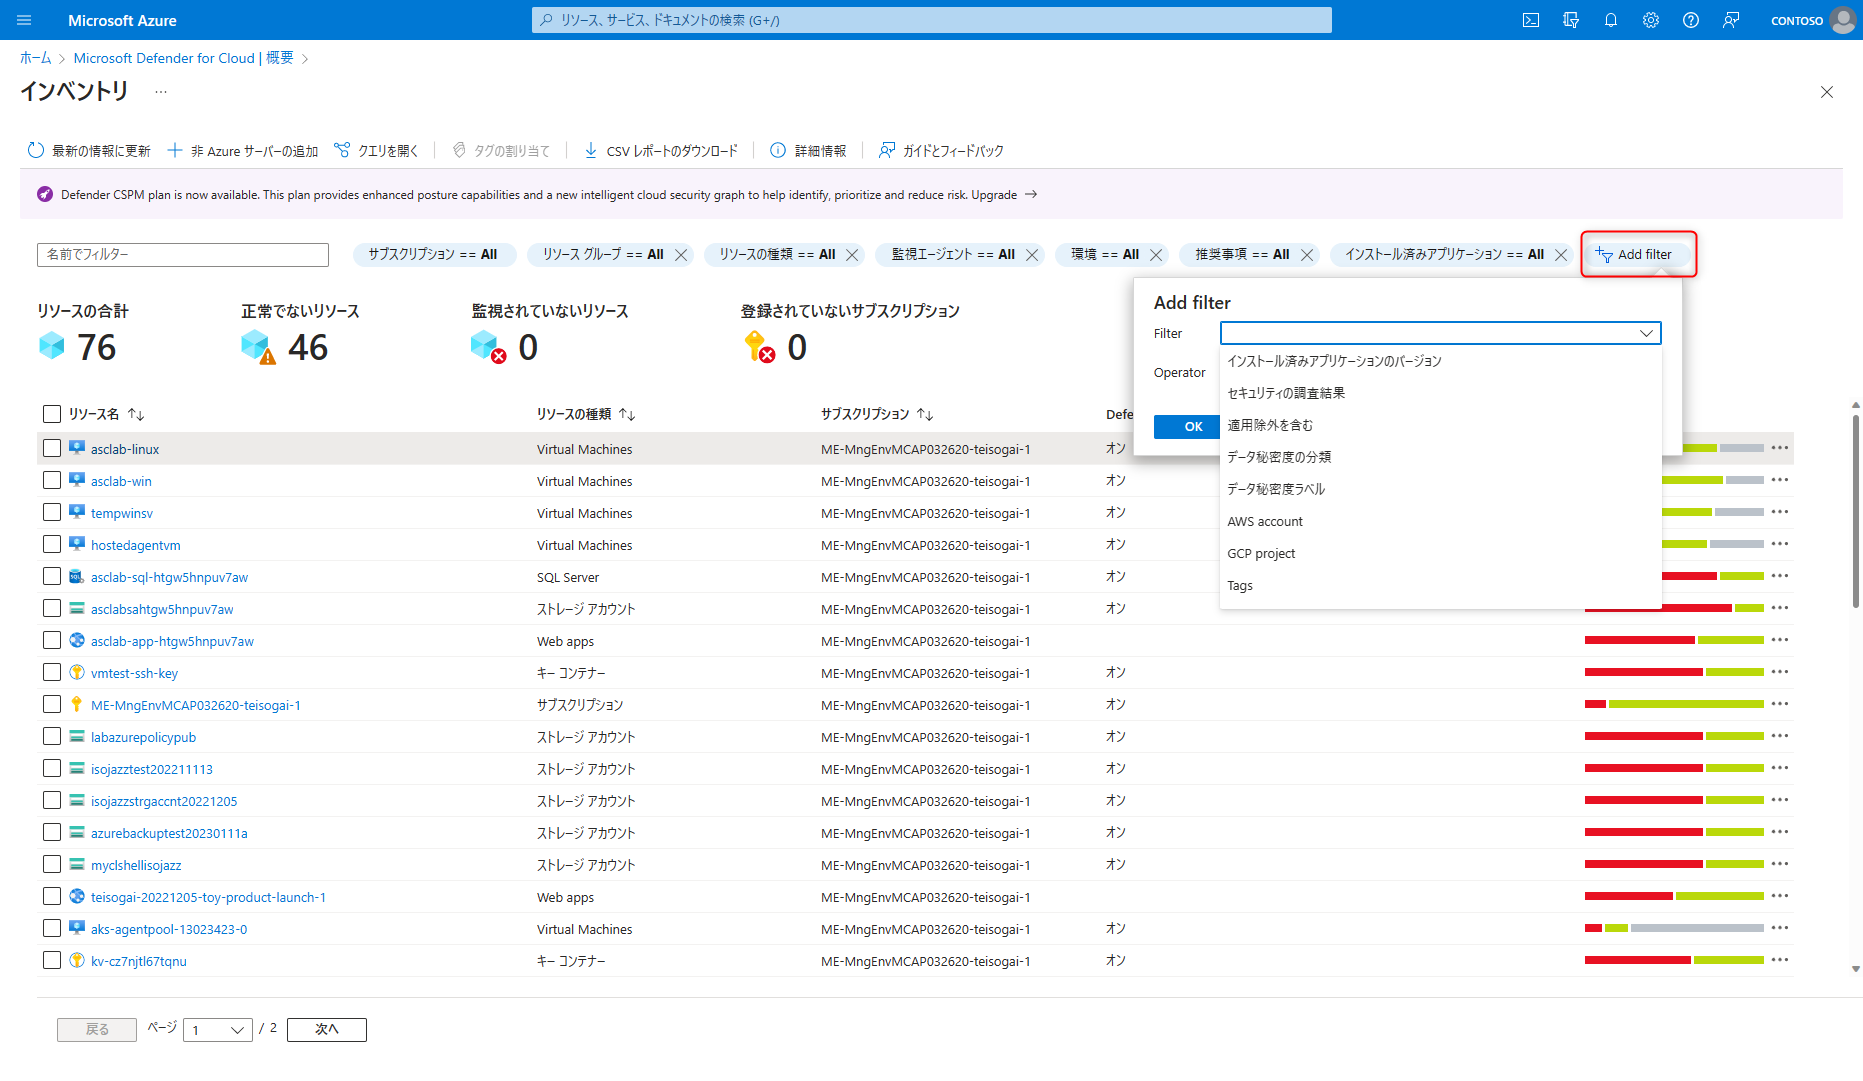 Microsoft Azure
リソース、サービス、ドキュメントの検索 (G+/)
CONTOSO
ホーム > Microsoft Defender for Cloud | 概要 >
インベントリ ...
最新の情報に更新 非 Azure サーバーの追加 クエリを開く タグの割り当て CSV レポートのダウンロード 詳細情報 ガイドとフィードバック
Defender CSPM plan is now available. This plan provides enhanced posture capabilities and a new intelligent cloud security graph to help identify, prioritize and reduce risk. Upgrade →
名前でフィルター サブスクリプション == All リソース グループ == All リソースの種類 == All 監視エージェント == All 環境 == All 推奨事項 == All インストール済みアプリケーション == All Add filter
リソースの合計 正常でないリソース 監視されていないリソース 登録されていないサブスクリプション
76 46 0 0
Add filter
Filter
Operator
OK
インストール済みアプリケーションのバージョン
セキュリティの調査結果
適用除外を含む
データ秘密度の分類
データ秘密度ラベル
AWS account
GCP project
Tags
リソース名 ↑↓ リソースの種類 ↑↓ サブスクリプション ↑↓ Defe
asclab-linux Virtual Machines ME-MngEnvMCAP032620-teisogai-1 オン
asclab-win Virtual Machines ME-MngEnvMCAP032620-teisogai-1 オン
tempwinsv Virtual Machines ME-MngEnvMCAP032620-teisogai-1 オン
hostedagentvm Virtual Machines ME-MngEnvMCAP032620-teisogai-1 オン
asclab-sql-htgw5hnpuv7aw SQL Server ME-MngEnvMCAP032620-teisogai-1 オン
asclabsahtgw5hnpuv7aw ストレージ アカウント ME-MngEnvMCAP032620-teisogai-1 オン
asclab-app-htgw5hnpuv7aw Web apps ME-MngEnvMCAP032620-teisogai-1
vmtest-ssh-key キー コンテナー ME-MngEnvMCAP032620-teisogai-1 オン
ME-MngEnvMCAP032620-teisogai-1 サブスクリプション ME-MngEnvMCAP032620-teisogai-1 オン
labazurepolicypub ストレージ アカウント ME-MngEnvMCAP032620-teisogai-1 オン
isojazztest202211113 ストレージ アカウント ME-MngEnvMCAP032620-teisogai-1 オン
isojazzstrgaccnt20221205 ストレージ アカウント ME-MngEnvMCAP032620-teisogai-1 オン
azurebackuptest20230111a ストレージ アカウント ME-MngEnvMCAP032620-teisogai-1 オン
myclshellisojazz ストレージ アカウント ME-MngEnvMCAP032620-teisogai-1 オン
teisogai-20221205-toy-product-launch-1 Web apps ME-MngEnvMCAP032620-teisogai-1
aks-agentpool-13023423-0 Virtual Machines ME-MngEnvMCAP032620-teisogai-1 オン
kv-cz7njtl67tqnu キー コンテナー ME-MngEnvMCAP032620-teisogai-1 オン
戻る ページ 1 / 2 次へ